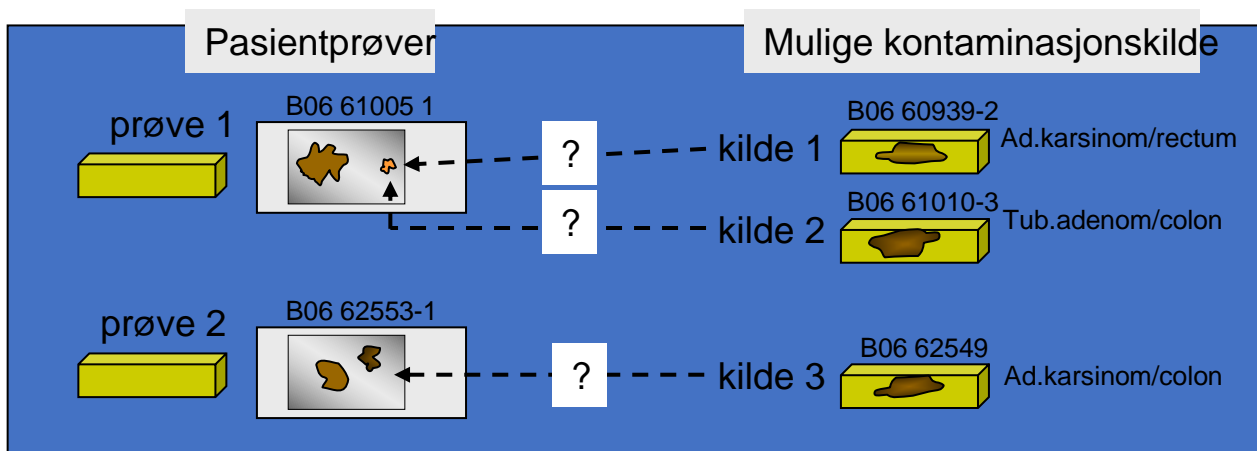 Pasientprøver
Mulige kontaminasjonskilde
prøve 1
B06 61005 1
?
kilde 1
B06 60939-2
Ad.karsinom/rectum
?
kilde 2
B06 61010-3
Tub.adenom/colon
prøve 2
B06 62553-1
?
kilde 3
B06 62549
Ad.karsinom/colon